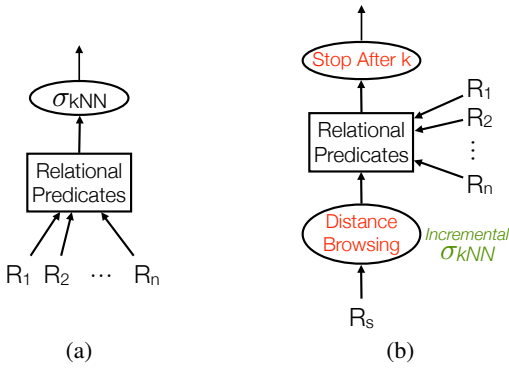 σkNN
Relational
Predicates
R1 R2 ⋯ Rn
(a)
Stop After k
Relational
Predicates
R1
R2
⋮
Rn
Distance
Browsing
Incremental
σkNN
Rs
(b)